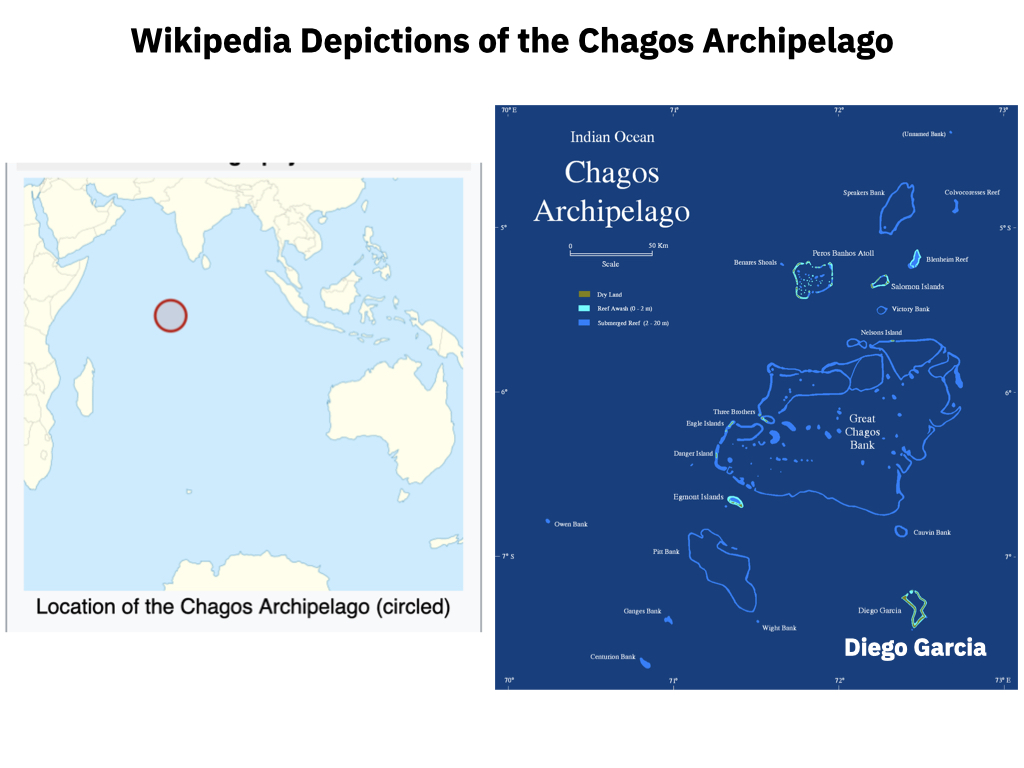 Wikipedia Depictions of the Chagos Archipelago
Location of the Chagos Archipelago (circled)
70° E
71°
72°
73°
Indian Ocean
Chagos
Archipelago
(Unnamed Bank)
Speakers Bank
Colvocoresses Reef
5°
5° S
0
50 Km
Scale
Benares Shoals
Peros Banhos Atoll
Blenheim Reef
Salomon Islands
Dry Land
Reef Awash (0 - 2 m)
Submerged Reef (2 - 20 m)
Victory Bank
Nelsons Island
6°
6°
Three Brothers
Eagle Islands
Great
Chagos
Bank
Danger Island
Egmont Islands
Owen Bank
Cauvin Bank
Pitt Bank
7° S
7°
Ganges Bank
Diego Garcia
Wight Bank
Diego Garcia
Centurion Bank
70°
71°
72°
73° E